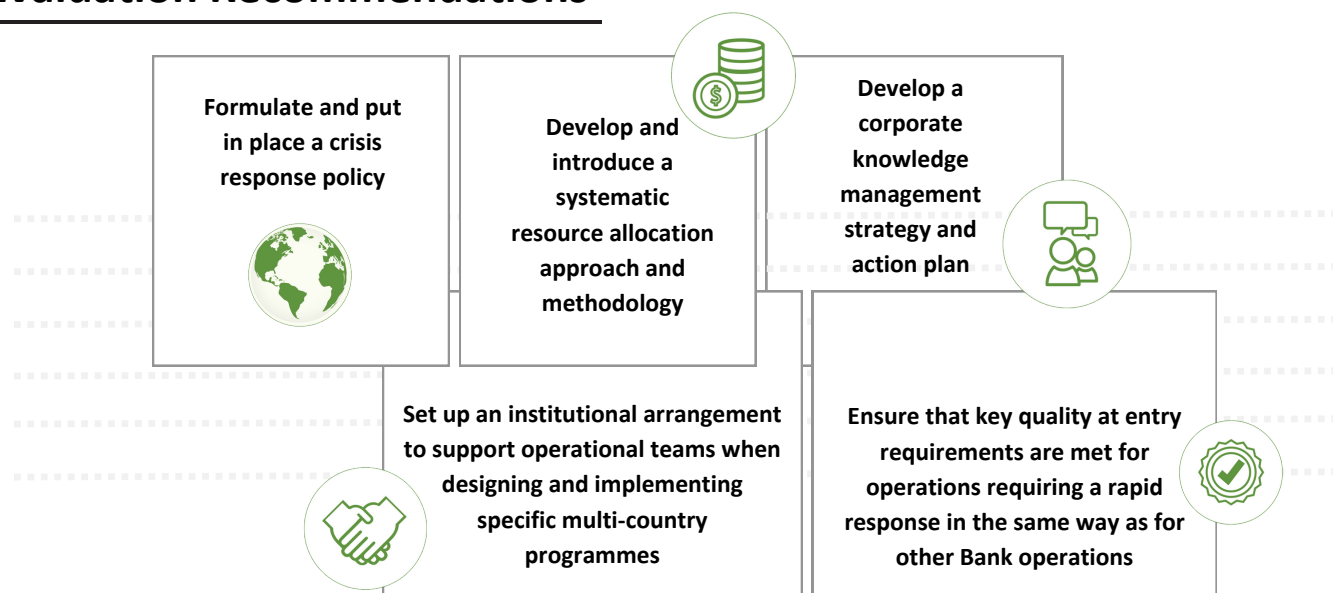 Evaluation Recommendations
Formulate and put
in place a crisis
response policy
Develop and
introduce a
systematic
resource allocation
approach and
methodology
$
Develop a
corporate
knowledge
management
strategy and
action plan
Set up an institutional arrangement
to support operational teams when
designing and implementing
specific multi-country
programmes
Ensure that key quality at entry
requirements are met for
operations requiring a rapid
response in the same way as for
other Bank operations